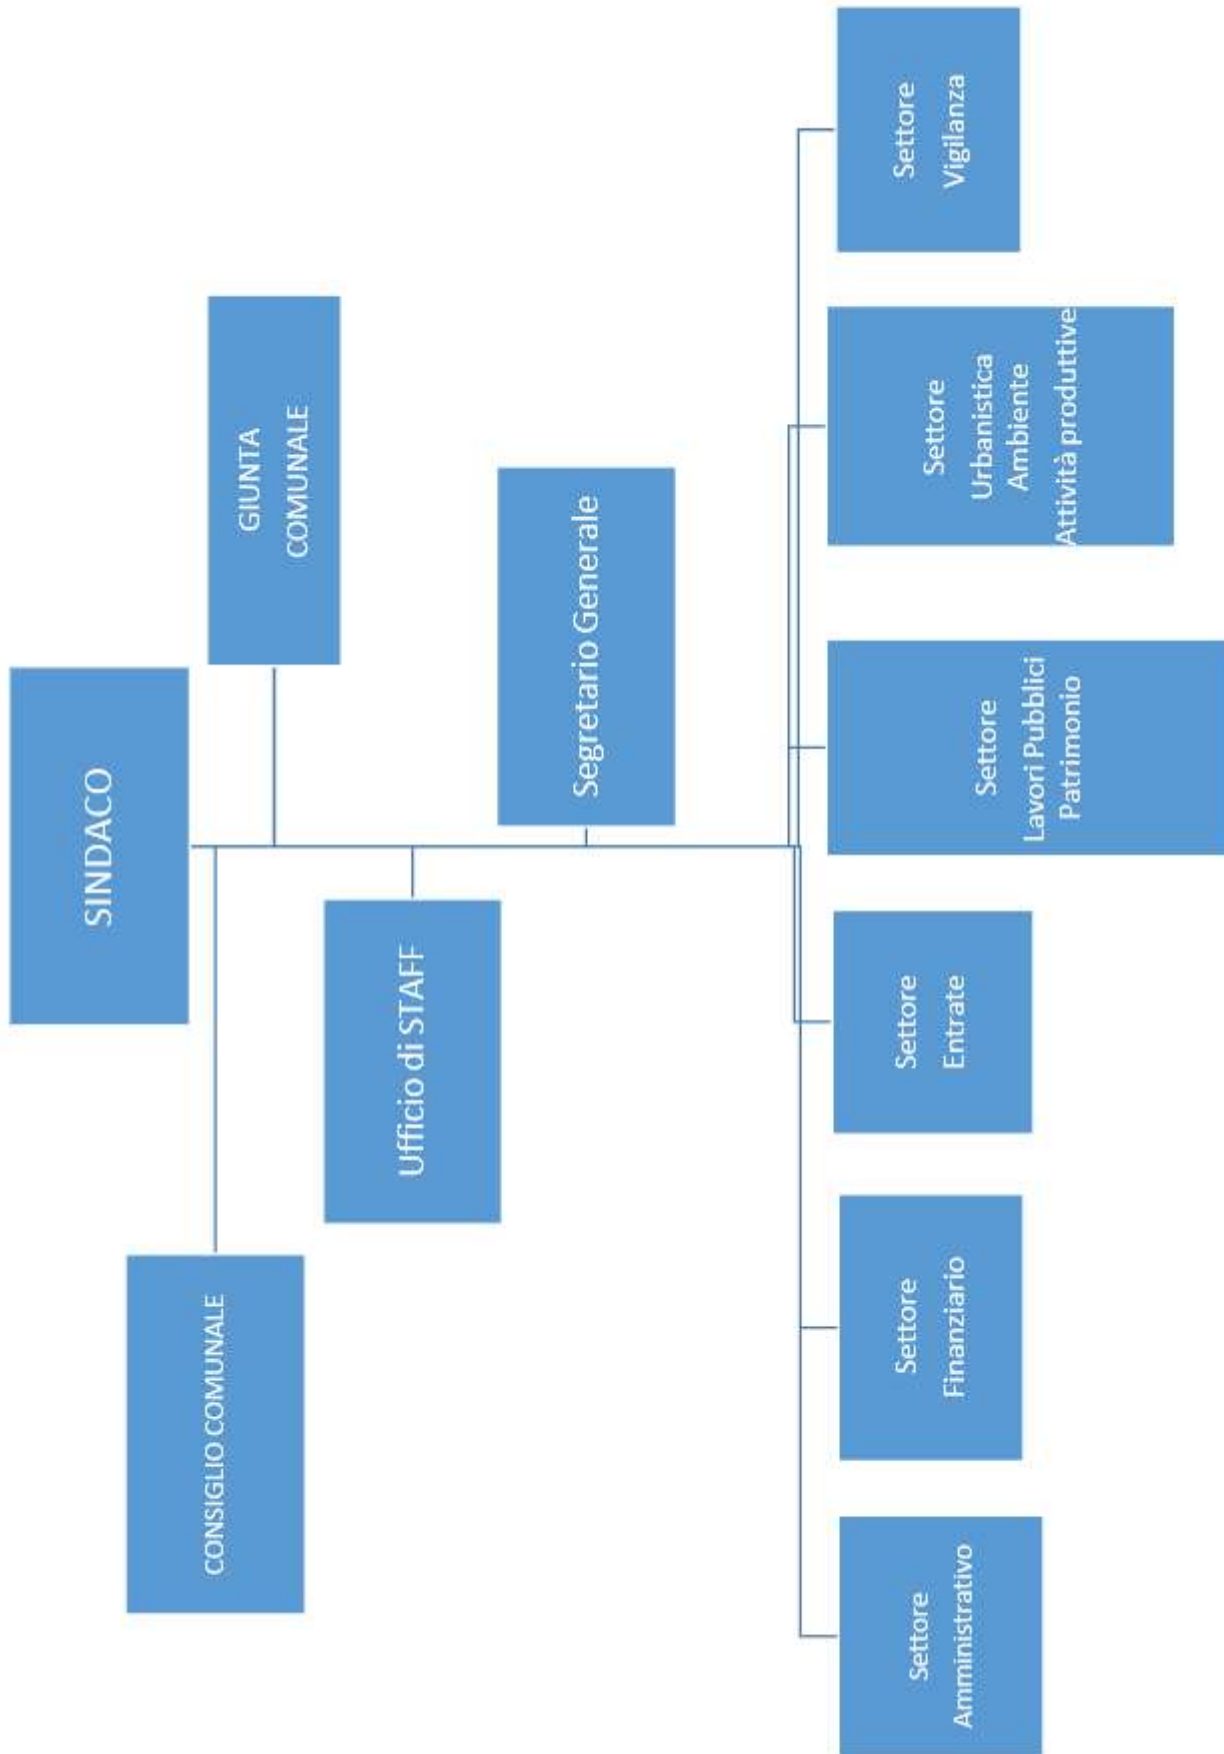 SINDACO
CONSIGLIO COMUNALE
GIUNTA
COMUNALE
Ufficio di STAFF
Segretario Generale
Settore
Amministrativo
Settore
Finanziario
Settore
Entrate
Settore
Lavori Pubblici
Patrimonio
Settore
Urbanistica
Ambiente
Attività produttive
Settore
Vigilanza